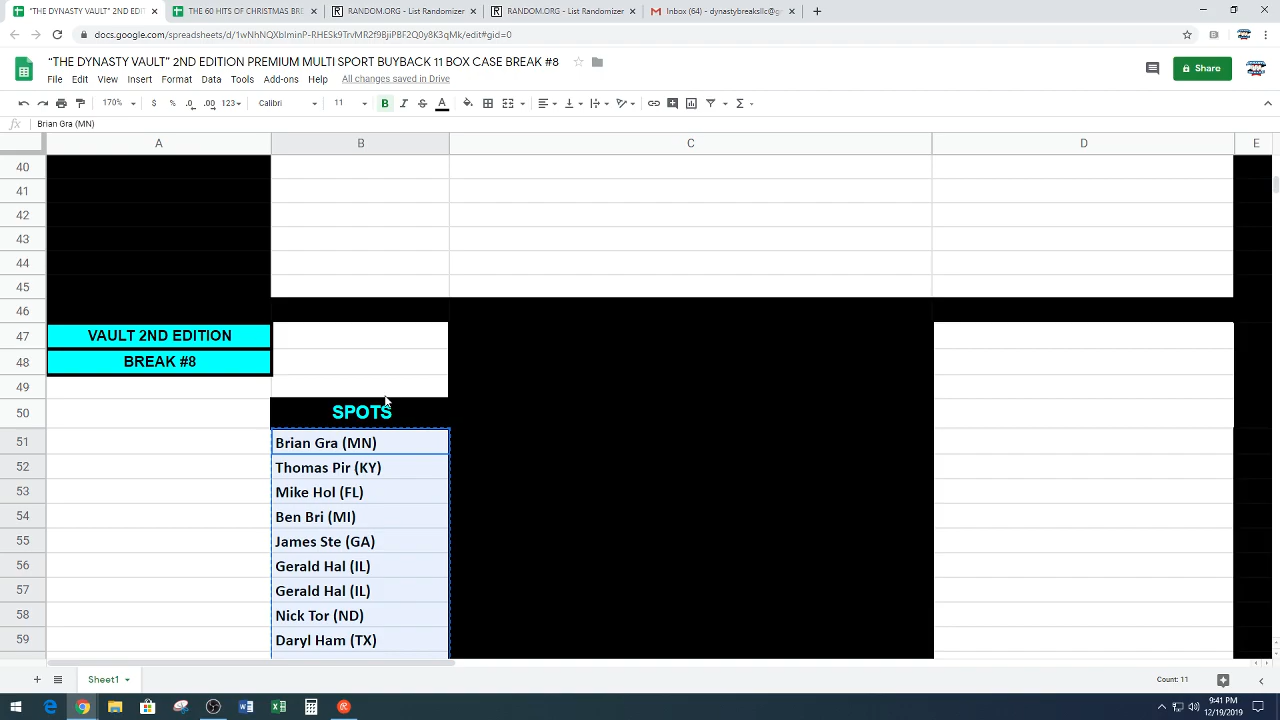 "THE DYNASTY VAULT" 2ND EDIT
THE 60 HITS OF CHRISTMAS BRE
RANDOM.ORG - List Randomizer
RANDOM.ORG - List Randomizer
Inbox (64) - dynastybreaksllc@g
docs.google.com/spreadsheets/d/1wNhNQXbIminP-RHESk9TrvMR2f9BjiPBF2Q0y8K3qMk/edit#gid=0
“THE DYNASTY VAULT” 2ND EDITION PREMIUM MULTI SPORT BUYBACK 11 BOX CASE BREAK #8
File Edit View Insert Format Data Tools Add-ons Help All changes saved in Drive
Share
170% $ % .0 .00 123 Calibri 11 B I S A
fx Brian Gra (MN)
A B C D E
40
41
42
43
44
45
46
47 VAULT 2ND EDITION
48 BREAK #8
49
50 SPOTS
51 Brian Gra (MN)
52 Thomas Pir (KY)
53 Mike Hol (FL)
54 Ben Bri (MI)
55 James Ste (GA)
56 Gerald Hal (IL)
57 Gerald Hal (IL)
58 Nick Tor (ND)
59 Daryl Ham (TX)
Sheet1
Count: 11
9:41 PM
12/19/2019